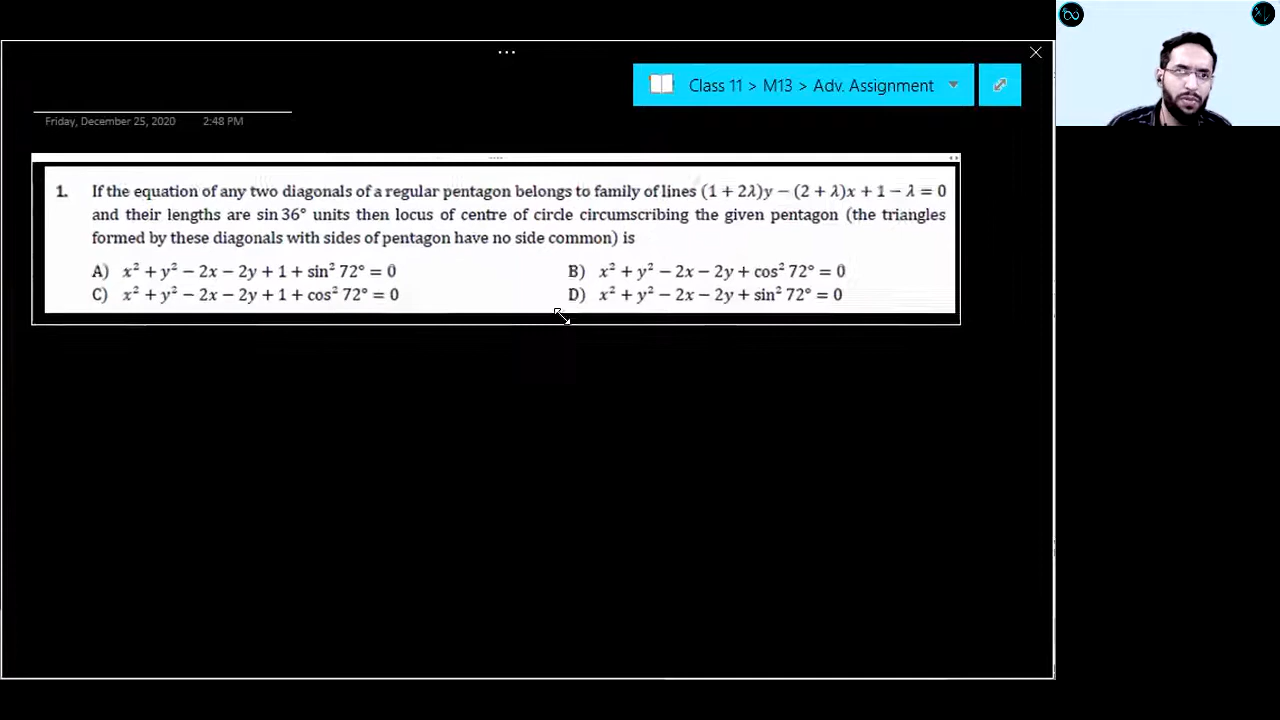 Class 11 > M13 > Adv. Assignment
Friday, December 25, 2020 2:48 PM
1. If the equation of any two diagonals of a regular pentagon belongs to family of lines (1 + 2λ)y − (2 + λ)x + 1 − λ = 0
and their lengths are sin 36° units then locus of centre of circle circumscribing the given pentagon (the triangles
formed by these diagonals with sides of pentagon have no side common) is
A) x² + y² − 2x − 2y + 1 + sin² 72° = 0 B) x² + y² − 2x − 2y + cos² 72° = 0
C) x² + y² − 2x − 2y + 1 + cos² 72° = 0 D) x² + y² − 2x − 2y + sin² 72° = 0